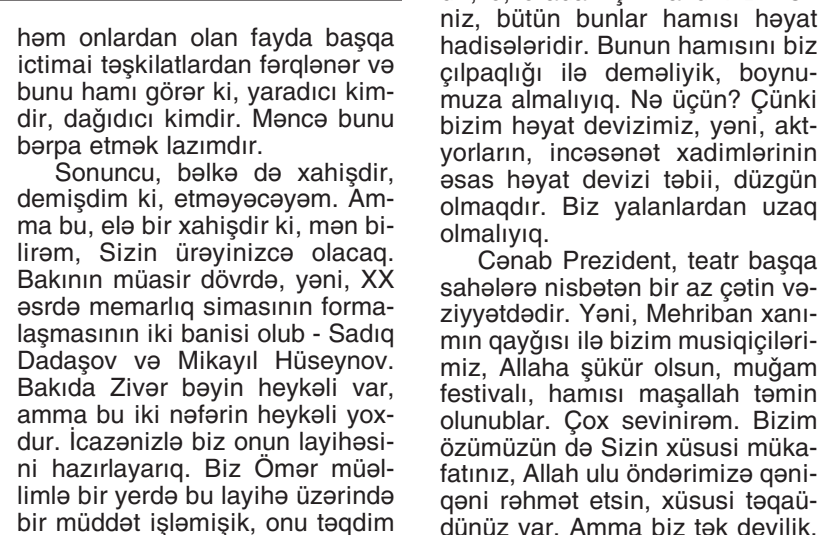 həm onlardan olan fayda başqa
ictimai təşkilatlardan fərqlənər və
bunu hamı görər ki, yaradıcı kim-
dir, dağıdıcı kimdir. Məncə bunu
bərpa etmək lazımdır.
Sonuncu, bəlkə də xahişdir,
demişdim ki, etməyəcəyəm. Am-
ma bu, elə bir xahişdir ki, mən bi-
lirəm, Sizin ürəyinizcə olacaq.
Bakının müasir dövrdə, yəni, XX
əsrdə memarlıq simasının forma-
laşmasının iki banisi olub - Sadıq
Dadaşov və Mikayıl Hüseynov.
Bakıda Zivər bəyin heykəli var,
amma bu iki nəfərin heykəli yox-
dur. İcazənizlə biz onun layihəsi-
ni hazırlayarıq. Biz Ömər müəl-
limlə bir yerdə bu layihə üzərində
bir müddət işləmişik, onu təqdim
niz, bütün bunlar hamısı həyat
hadisələridir. Bunun hamısını biz
çılpaqlığı ilə deməliyik, boynu-
muza almalıyıq. Nə üçün? Çünki
bizim həyat devizimiz, yəni, akt-
yorların, incəsənət xadimlərinin
əsas həyat devizi təbii, düzgün
olmaqdır. Biz yalanlardan uzaq
olmalıyıq.
Cənab Prezident, teatr başqa
sahələrə nisbətən bir az çətin və-
ziyyətdədir. Yəni, Mehriban xanı-
mın qayğısı ilə bizim musiqiçiləri-
miz, Allaha şükür olsun, muğam
festivalı, hamısı maşallah təmin
olunublar. Çox sevinirəm. Bizim
özümüzün də Sizin xüsusi müka-
fatınız, Allah ulu öndərimizə qəni-
qəni rəhmət etsin, xüsusi təqaü-
dünüz var. Amma biz tək deyilik,